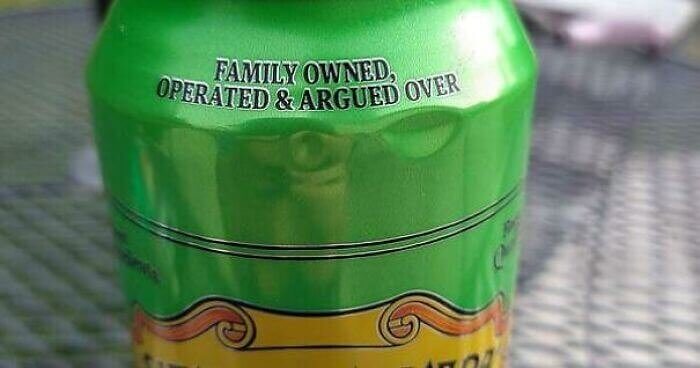 FAMILY OWNED,
OPERATED & ARGUED OVER